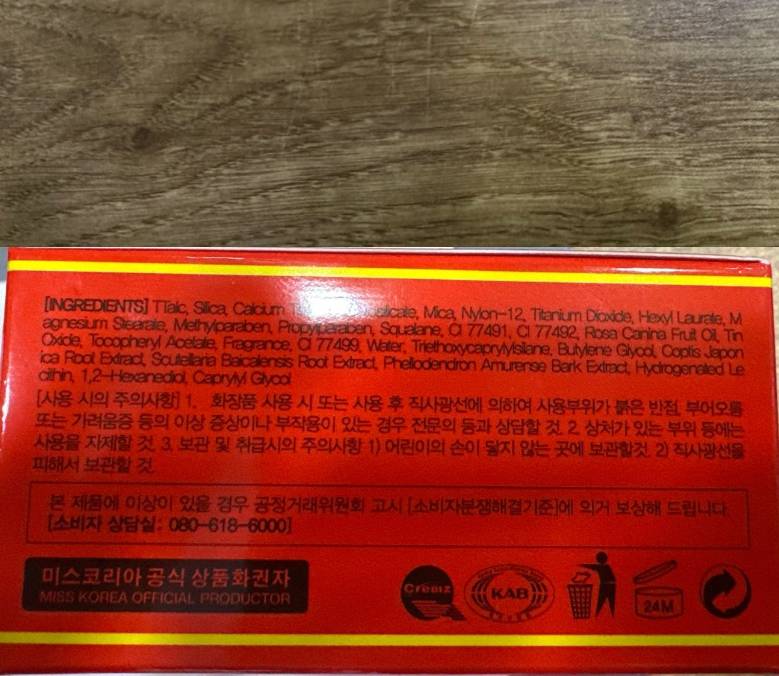 [INGREDIENTS] TTalc, Silica, Calcium Mica, Nylon-12, Titanium Dioxide, Hexyl Laurate, M
agnesium Stearate, Methylparaben, Propylparaben, Squalane, CI 77491, CI 77492, Rosa Canina Fruit Oil, Tin
Oxide, Tocopheryl Acetate, Fragrance, CI 77499, Water, Triethoxycaprylylsilane, Butylene Glycol, Coptis Japon
ica Root Extract, Scutellaria Baicalensis Root Extract, Phellodendron Amurense Bark Extract, Hydrogenated Le
cithin, 1,2-Hexanediol, Caprylyl Glycol
[사용 시의 주의사항] 1. 화장품 사용 시 또는 사용 후 직사광선에 의하여 사용부위가 붉은 반점, 부어오름
또는 가려움증 등의 이상 증상이나 부작용이 있는 경우 전문의 등과 상담할 것. 2. 상처가 있는 부위 등에는
사용을 자제할 것. 3. 보관 및 취급시의 주의사항 1) 어린이의 손이 닿지 않는 곳에 보관할것. 2) 직사광선을
피해서 보관할 것.
본 제품에 이상이 있을 경우 공정거래위원회 고시 [소비자분쟁해결기준]에 의거 보상해 드립니다.
[소비자 상담실: 080-618-6000]
미스코리아 공식 상품화권자
MISS KOREA OFFICIAL PRODUCTOR
Crebiz
KAB
24M